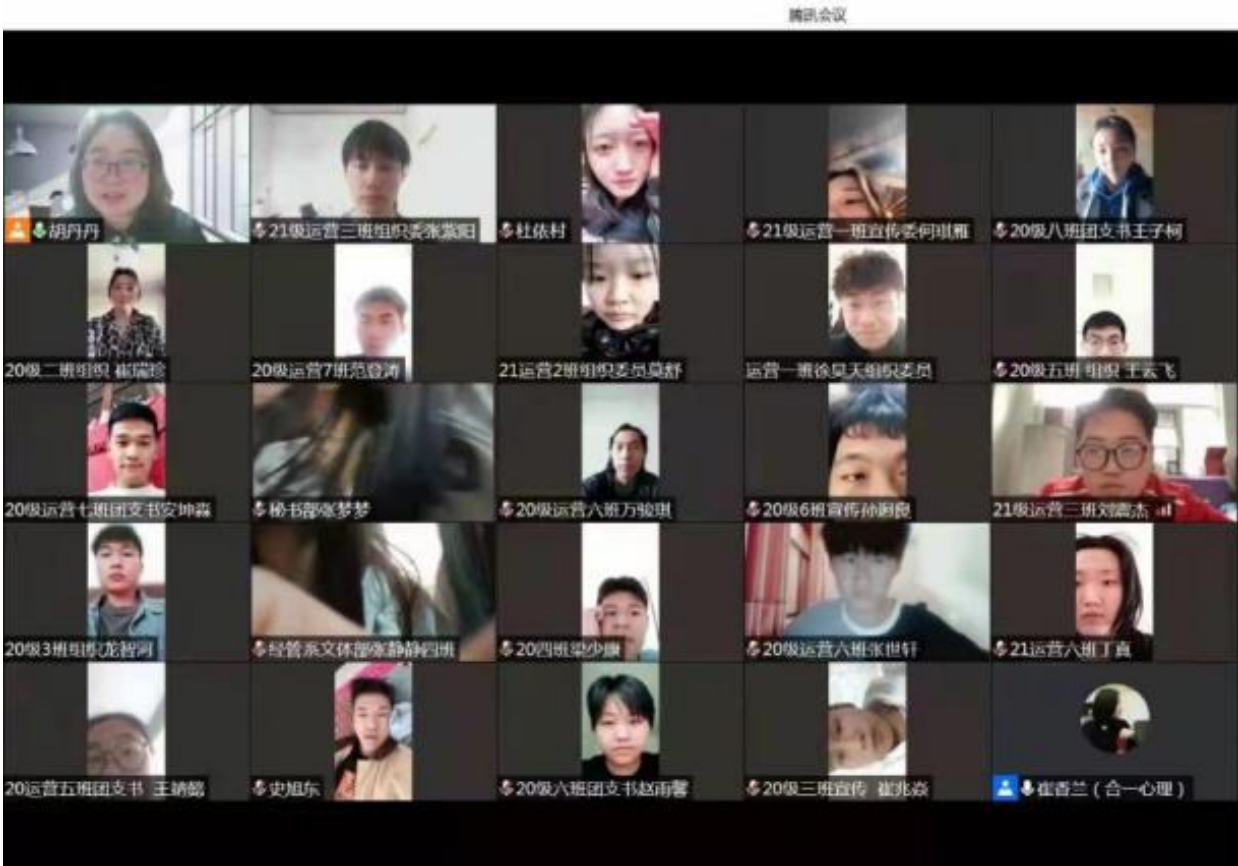 腾讯会议
胡丹丹
21级运营三班组织委张紫阳
杜依村
21级运营一班宣传委何琪雅
20级八班团支书王子柯
20级二班组织 崔瑞珍
20级运营7班范登涛
21运营2班组织委员莫舒
运营一班徐昊天组织委员
20级五班 组织 王云飞
20级运营七班团支书安坤淼
秘书部张梦梦
20级运营六班万骏琪
20级6班宣传孙
21级运营三班刘震杰
20级3班组织龙智河
经管系文体部张静静四班
20四班梁少康
20级运营六班张世轩
21运营六班丁真
20运营五班团支书 王
史旭东
20级六班团支书赵雨馨
20级三班宣传 崔兆焱
崔香兰（合一心理）